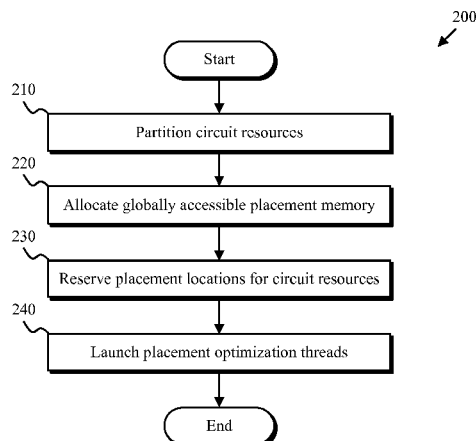 200
Start
210
Partition circuit resources
220
Allocate globally accessible placement memory
230
Reserve placement locations for circuit resources
240
Launch placement optimization threads
End